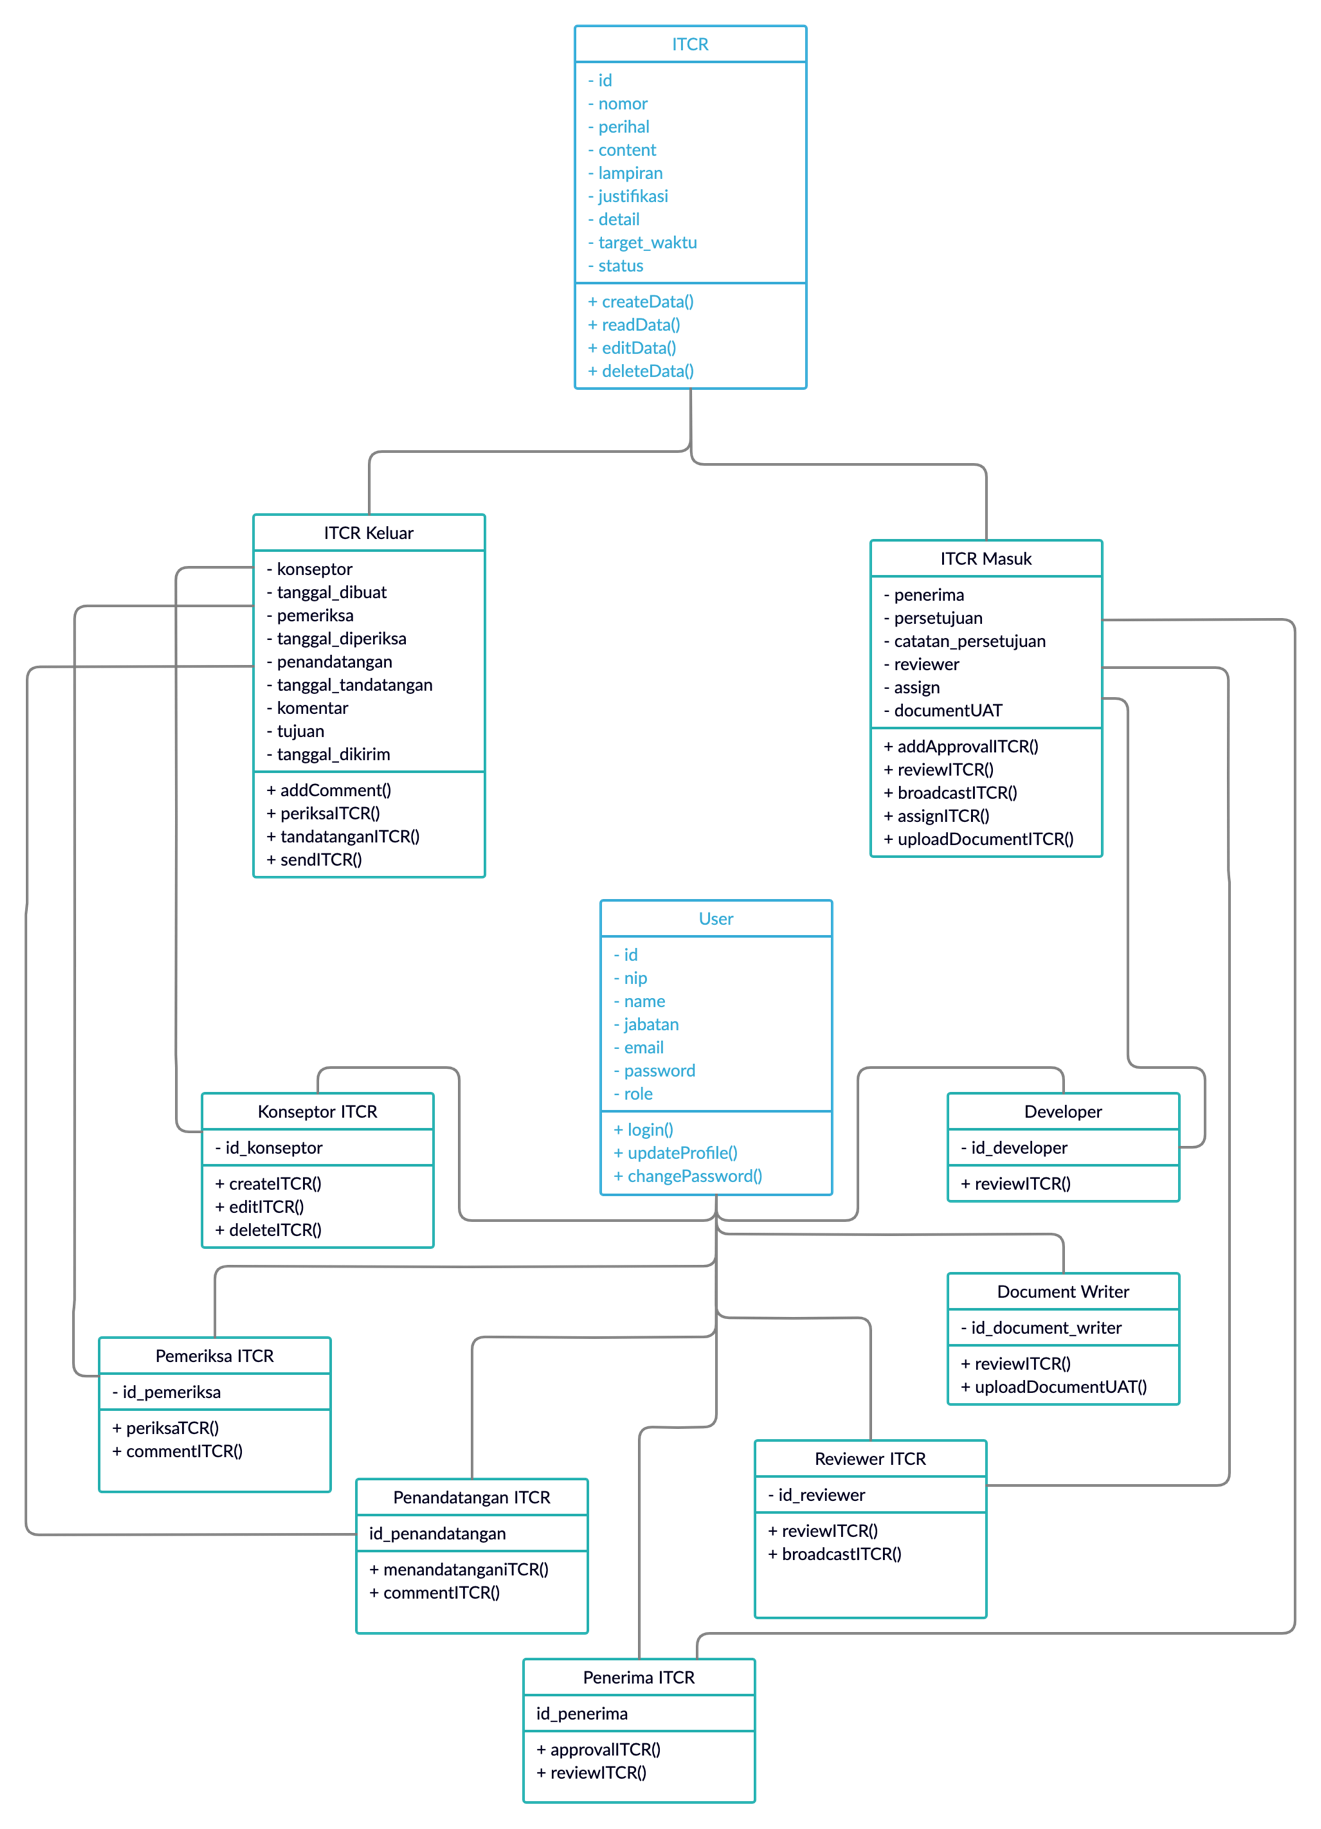 ITCR
- id
- nomor
- perihal
- content
- lampiran
- justifikasi
- detail
- target_waktu
- status
+ createData()
+ readData()
+ editData()
+ deleteData()
ITCR Keluar
- konseptor
- tanggal_dibuat
- pemeriksa
- tanggal_diperiksa
- penandatangan
- tanggal_tandatangan
- komentar
- tujuan
- tanggal_dikirim
+ addComment()
+ periksaITCR()
+ tandatanganITCR()
+ sendITCR()
ITCR Masuk
- penerima
- persetujuan
- catatan_persetujuan
- reviewer
- assign
- documentUAT
+ addApprovalITCR()
+ reviewITCR()
+ broadcastITCR()
+ assignITCR()
+ uploadDocumentITCR()
User
- id
- nip
- name
- jabatan
- email
- password
- role
+ login()
+ updateProfile()
+ changePassword()
Konseptor ITCR
- id_konseptor
+ createITCR()
+ editITCR()
+ deleteITCR()
Developer
- id_developer
+ reviewITCR()
Document Writer
- id_document_writer
+ reviewITCR()
+ uploadDocumentUAT()
Pemeriksa ITCR
- id_pemeriksa
+ periksaTCR()
+ commentITCR()
Reviewer ITCR
- id_reviewer
+ reviewITCR()
+ broadcastITCR()
Penandatangan ITCR
id_penandatangan
+ menandatanganiTCR()
+ commentITCR()
Penerima ITCR
id_penerima
+ approvalITCR()
+ reviewITCR()